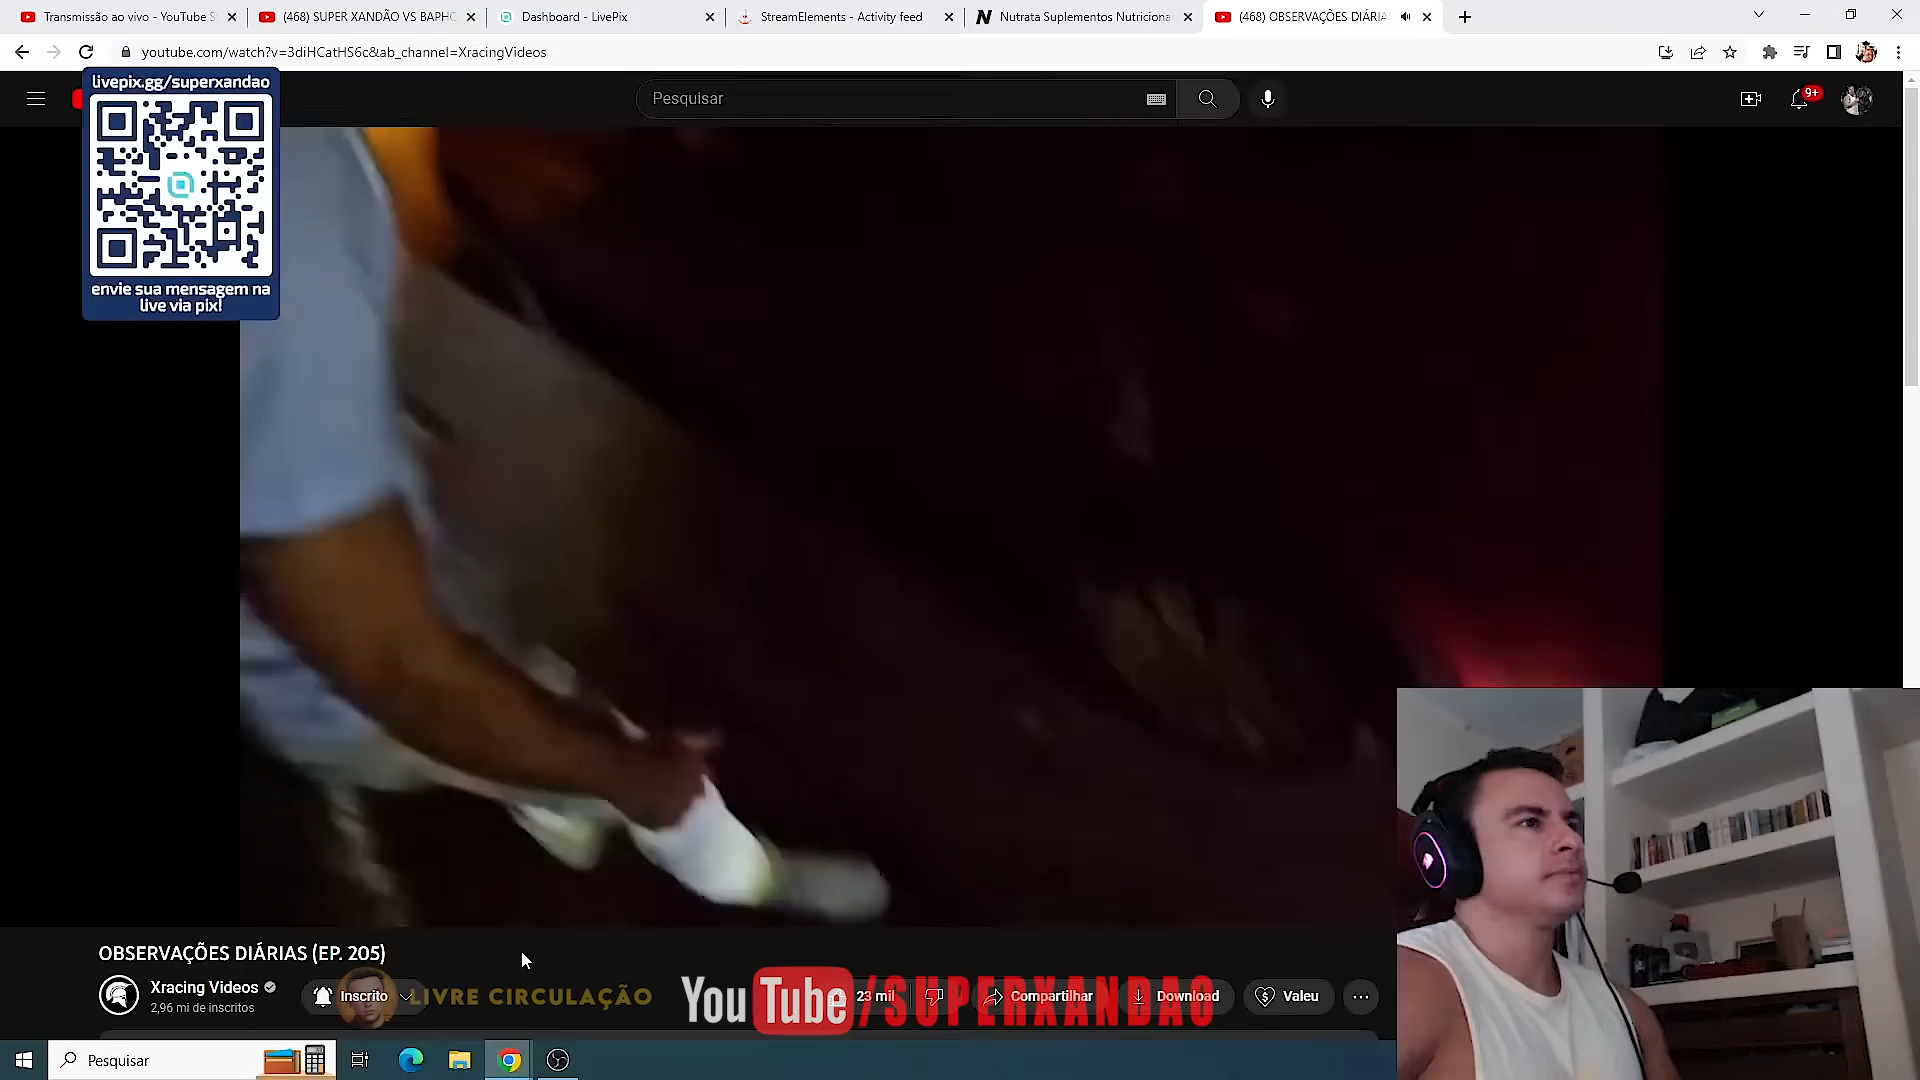 Transmissão ao vivo - YouTube S
(468) SUPER XANDÃO VS BAPHO
Dashboard - LivePix
StreamElements - Activity feed
Nutrata Suplementos Nutriciona
(468) OBSERVAÇÕES DIÁRIA
youtube.com/watch?v=3diHCatHS6c&ab_channel=XracingVideos
livepix.gg/superxandao
Pesquisar
9+
envie sua mensagem na
live via pix!
OBSERVAÇÕES DIÁRIAS (EP. 205)
Xracing Videos
2,96 mi de inscritos
Inscrito
LIVRE CIRCULAÇÃO
YouTube/SUPERXANDAO
23 mil
Compartilhar
Download
Valeu
Pesquisar